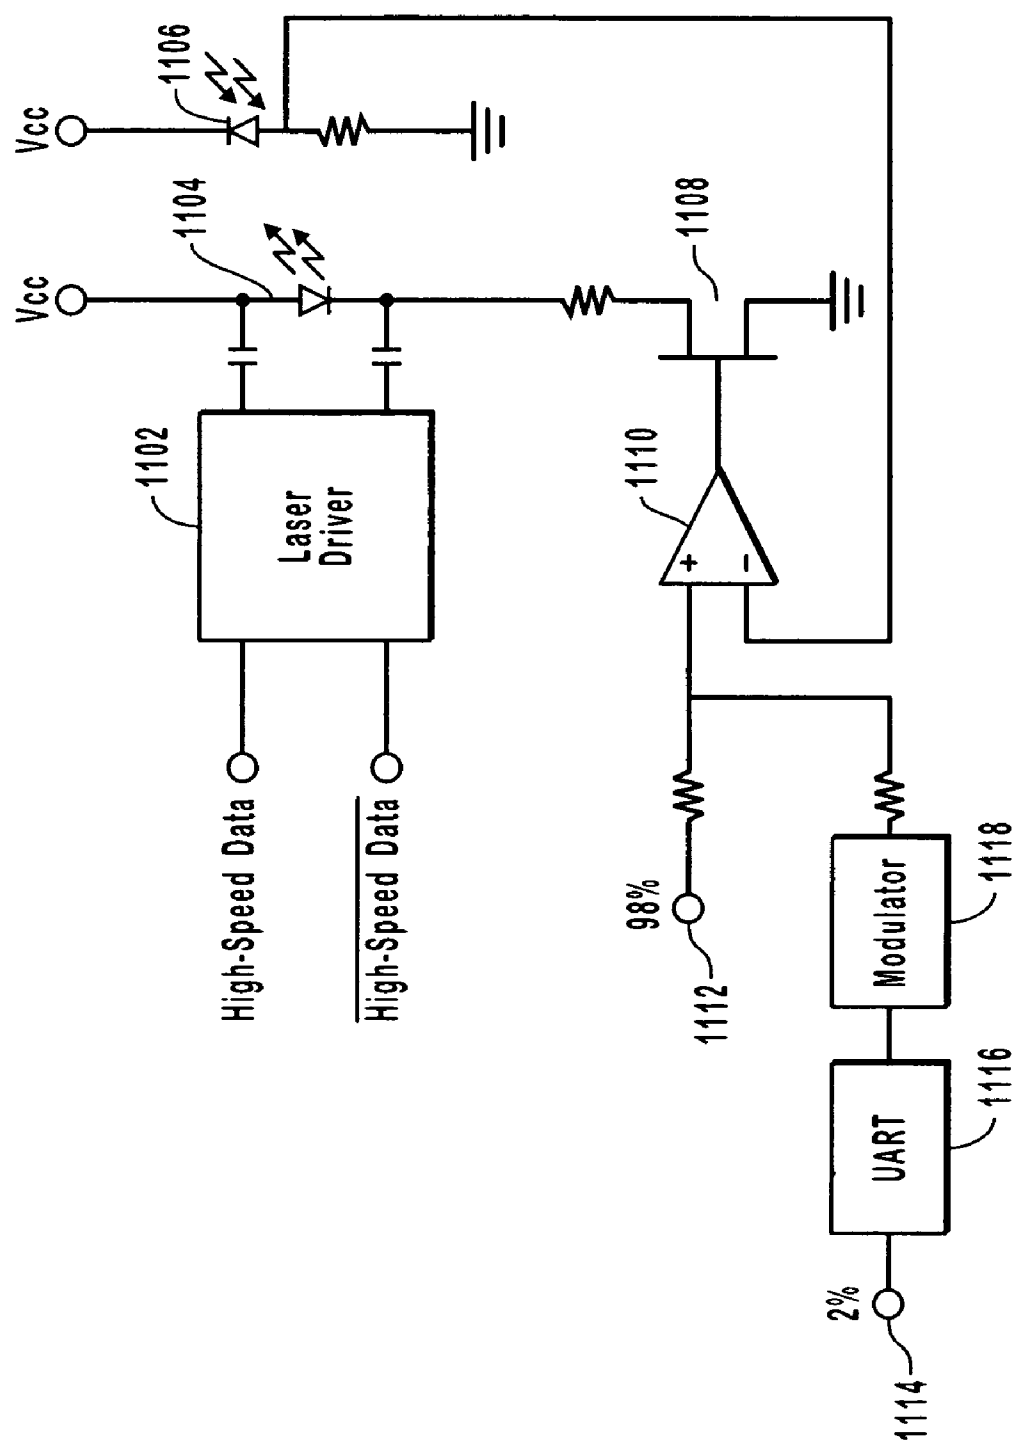 Vcc
Vcc
1106
1104
1102
Laser
Driver
High-Speed Data
High-Speed Data
1108
1110
+
−
98%
1112
Modulator
1118
UART
1116
2%
1114